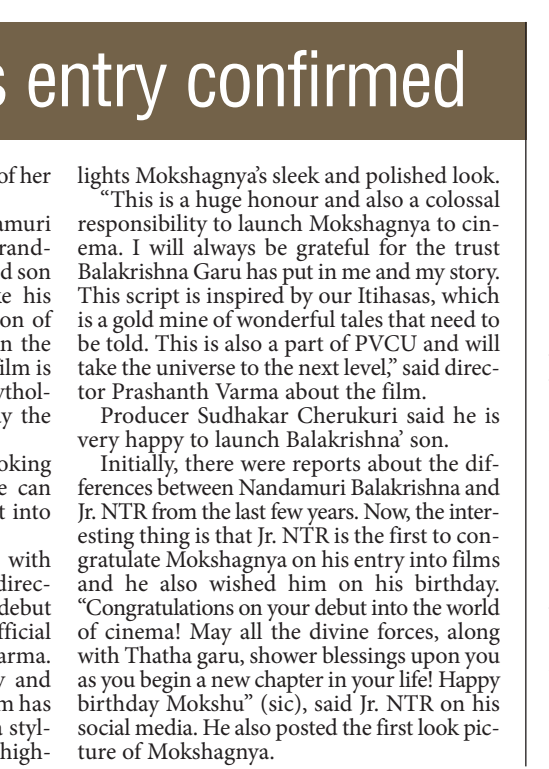 entry confirmed
of her
rand-
d son
on of
n the
film is
y the
oking
e can
t into
with
direc-
debut
y and
m has
styl-
high-
lights Mokshagnya's sleek and polished look.
“This is a huge honour and also a colossal
responsibility to launch Mokshagnya to cin-
ema. I will always be grateful for the trust
Balakrishna Garu has put in me and my story.
This script is inspired by our Itihasas, which
is a gold mine of wonderful tales that need to
be told. This is also a part of PVCU and will
take the universe to the next level,” said direc-
tor Prashanth Varma about the film.
Producer Sudhakar Cherukuri said he is
very happy to launch Balakrishna’ son.
Initially, there were reports about the dif-
ferences between Nandamuri Balakrishna and
Jr. NTR from the last few years. Now, the inter-
esting thing is that Jr. NTR is the first to con-
gratulate Mokshagnya on his entry into films
and he also wished him on his birthday.
“Congratulations on your debut into the world
of cinema! May all the divine forces, along
with Thatha garu, shower blessings upon you
as you begin a new chapter in your life! Happy
birthday Mokshu” (sic), said Jr. NTR on his
social media. He also posted the first look pic-
ture of Mokshagnya.